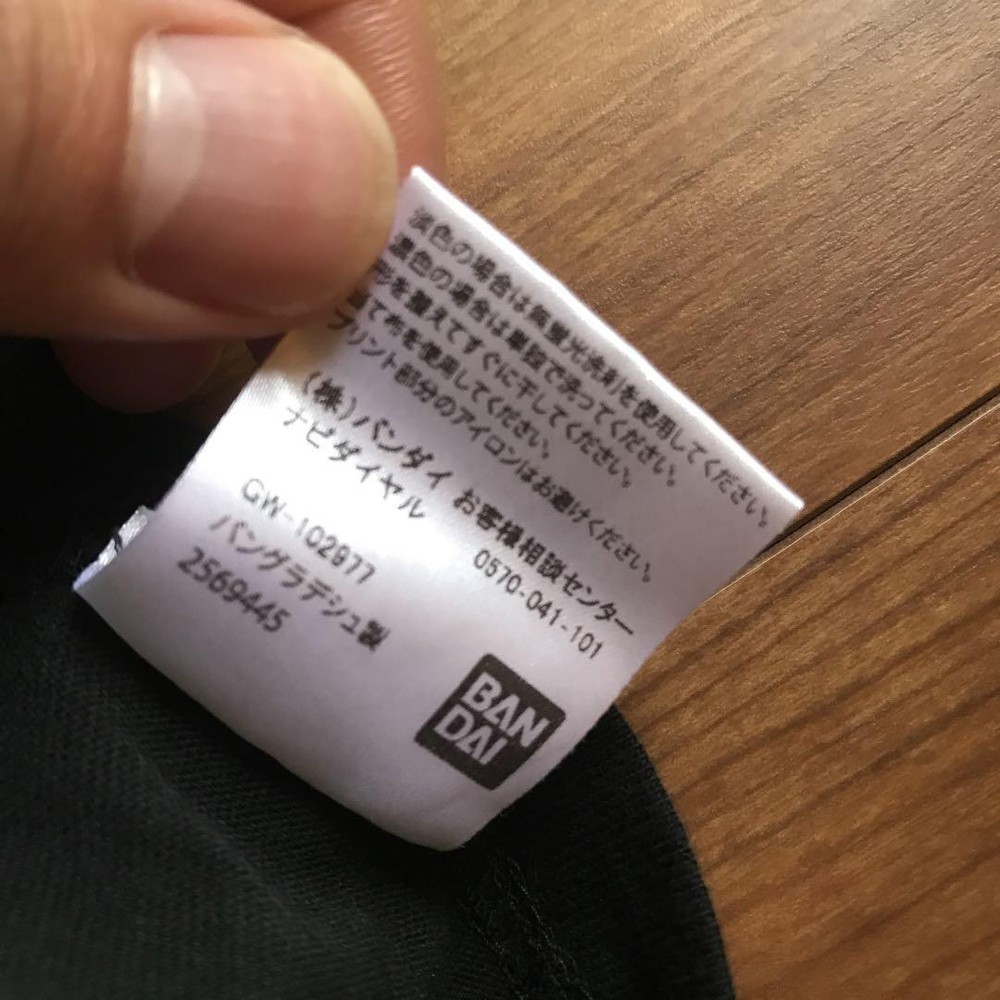 淡色の場合は無蛍光洗剤を使用してください。
濃色の場合は単独で洗ってください。
形を整えてすぐに干してください。
当て布を使用してください。
プリント部分のアイロンはお避けください。
(株)バンダイ お客様相談センター
ナビダイヤル 0570-041-101
GW-102977
バングラデシュ製
2569445
BAN
DAI